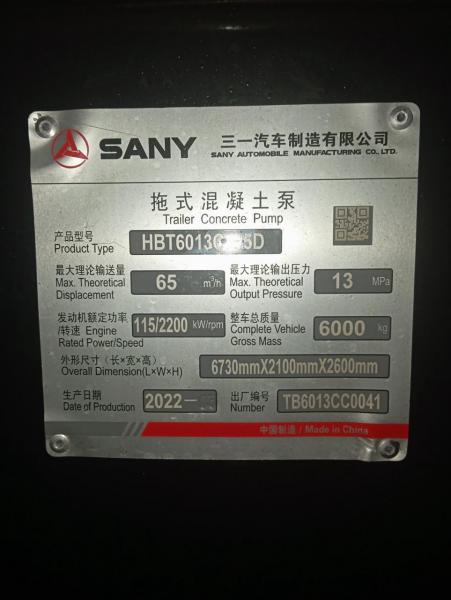 SANY 三一汽车制造有限公司
SANY AUTOMOBILE MANUFACTURING CO., LTD.
拖式混凝土泵
Trailer Concrete Pump
产品型号
Product Type
最大理论输送量
Max. Theoretical
Displacement
65 m³/h
最大理论输出压力
Max. Theoretical
Output Pressure
13 MPa
发动机额定功率
/转速 Engine
Rated Power/Speed
115/2200 kW/rpm
整车总质量
Complete Vehicle
Gross Mass
6000 kg
外形尺寸（长×宽×高）
Overall Dimension(L×W×H)
6730mmX2100mmX2600mm
生产日期
Date of Production
2022-
出厂编号
Number
TB6013CC0041
中国制造 / Made in China